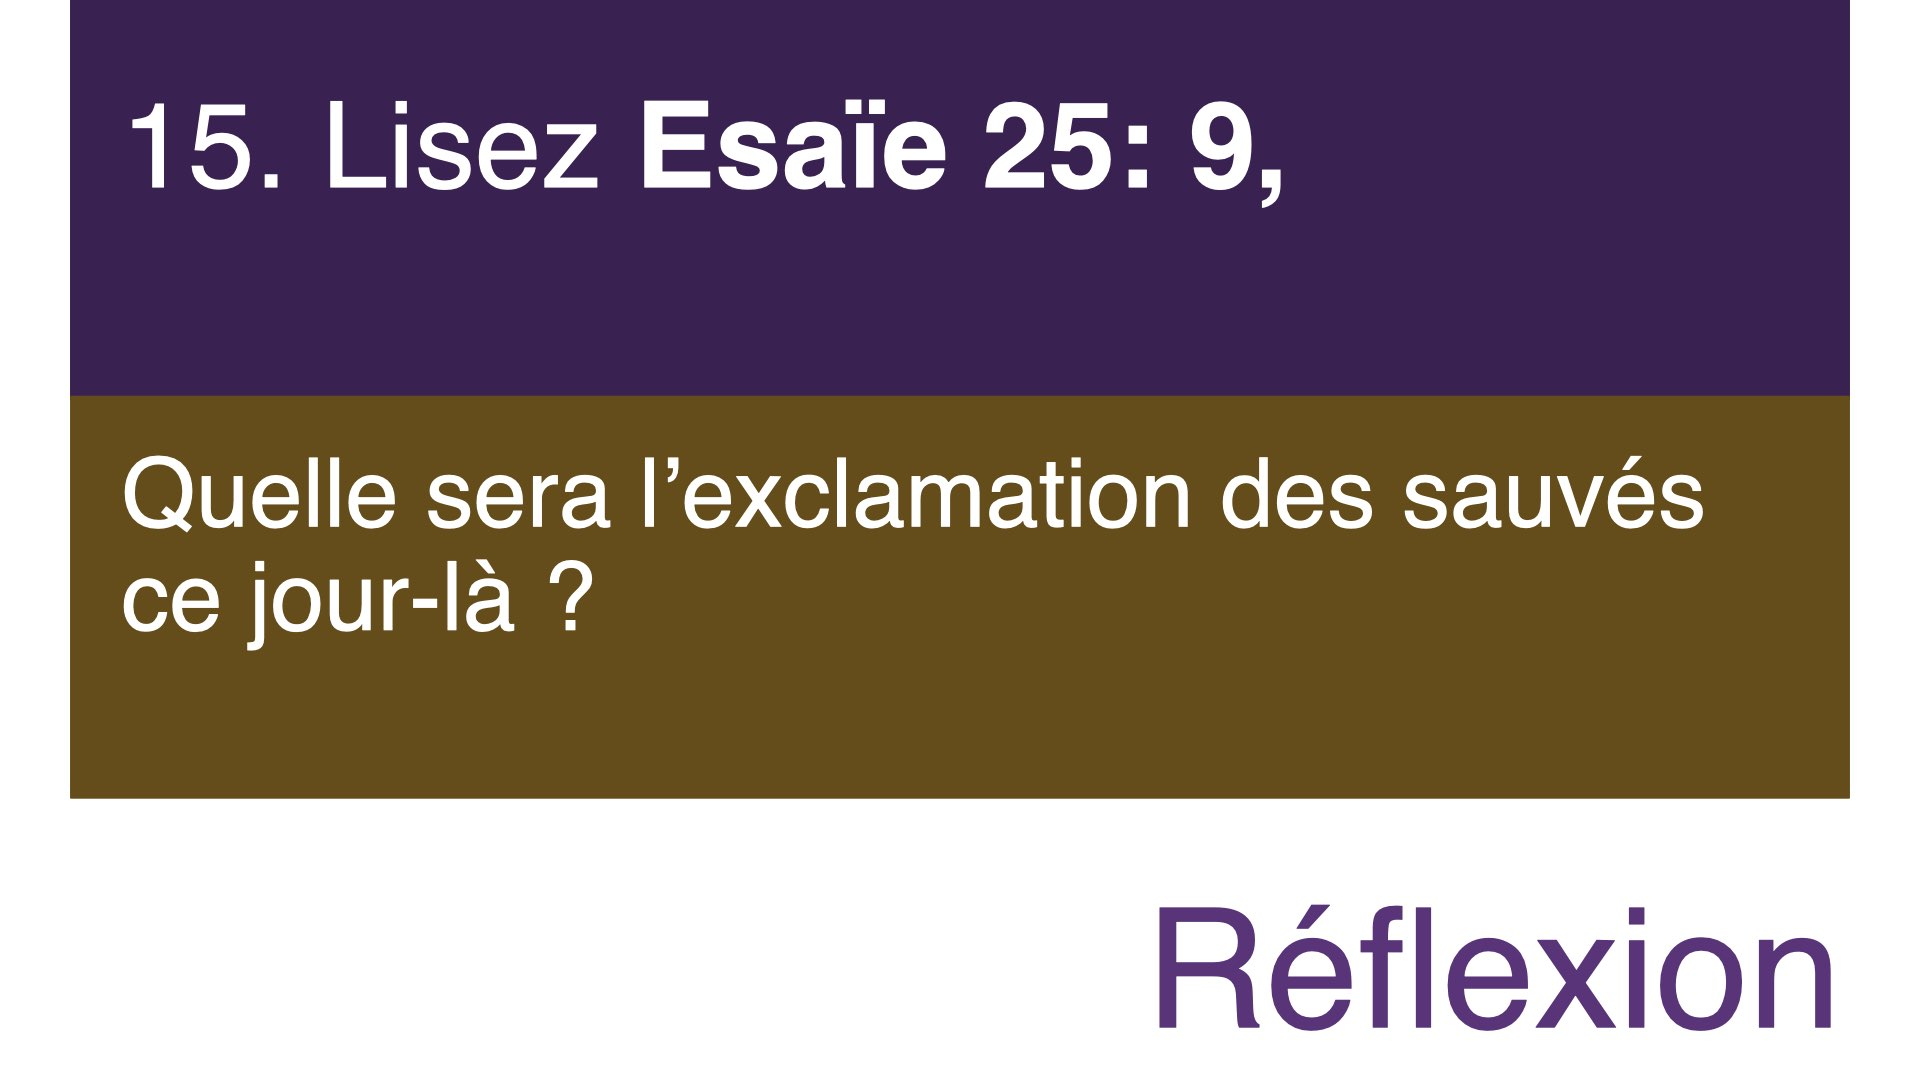 15. Lisez Esaïe 25: 9,
Quelle sera l’exclamation des sauvés
ce jour-là ?
Réflexion